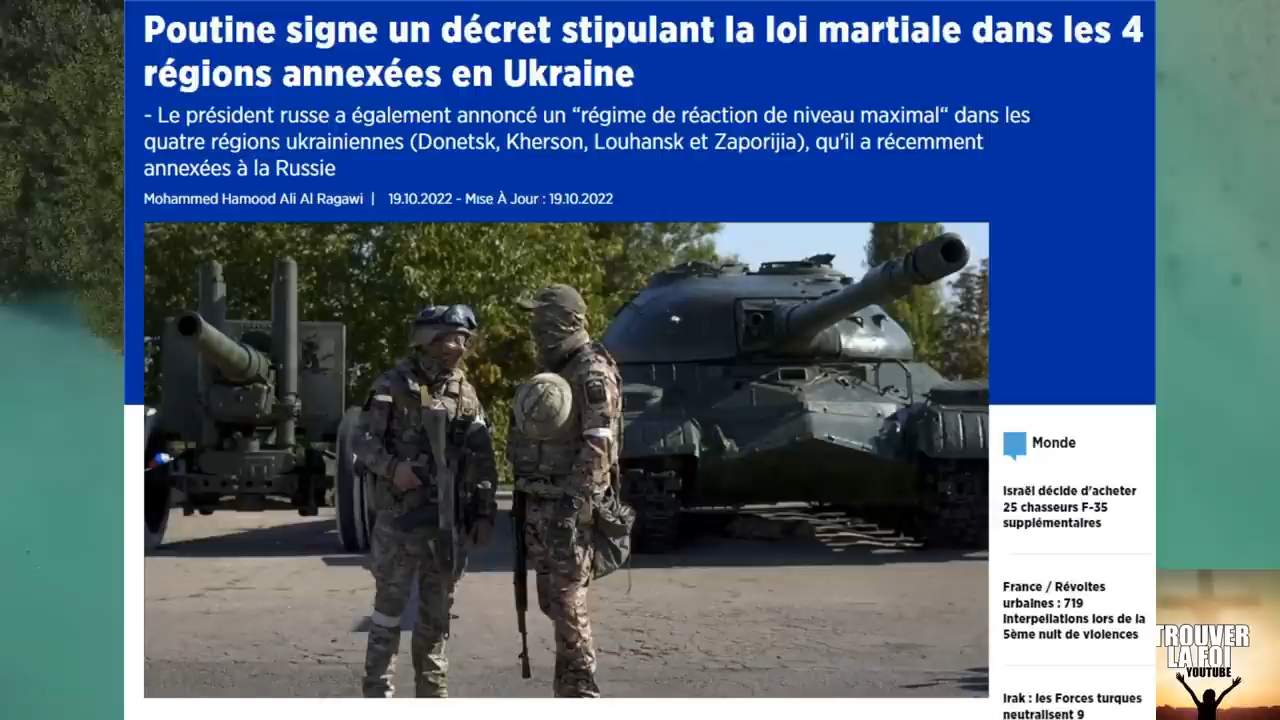 Poutine signe un décret stipulant la loi martiale dans les 4
régions annexées en Ukraine
- Le président russe a également annoncé un “régime de réaction de niveau maximal“ dans les
quatre régions ukrainiennes (Donetsk, Kherson, Louhansk et Zaporijia), qu'il a récemment
annexées à la Russie
Mohammed Hamood Ali Al Ragawi | 19.10.2022 - Mise À Jour : 19.10.2022
Monde
Israël décide d'acheter
25 chasseurs F-35
supplémentaires
France / Révoltes
urbaines : 719
interpellations lors de la
5ème nuit de violences
Irak : les Forces turques
neutralisent 9
TROUVER
LA FOI
YOUTUBE